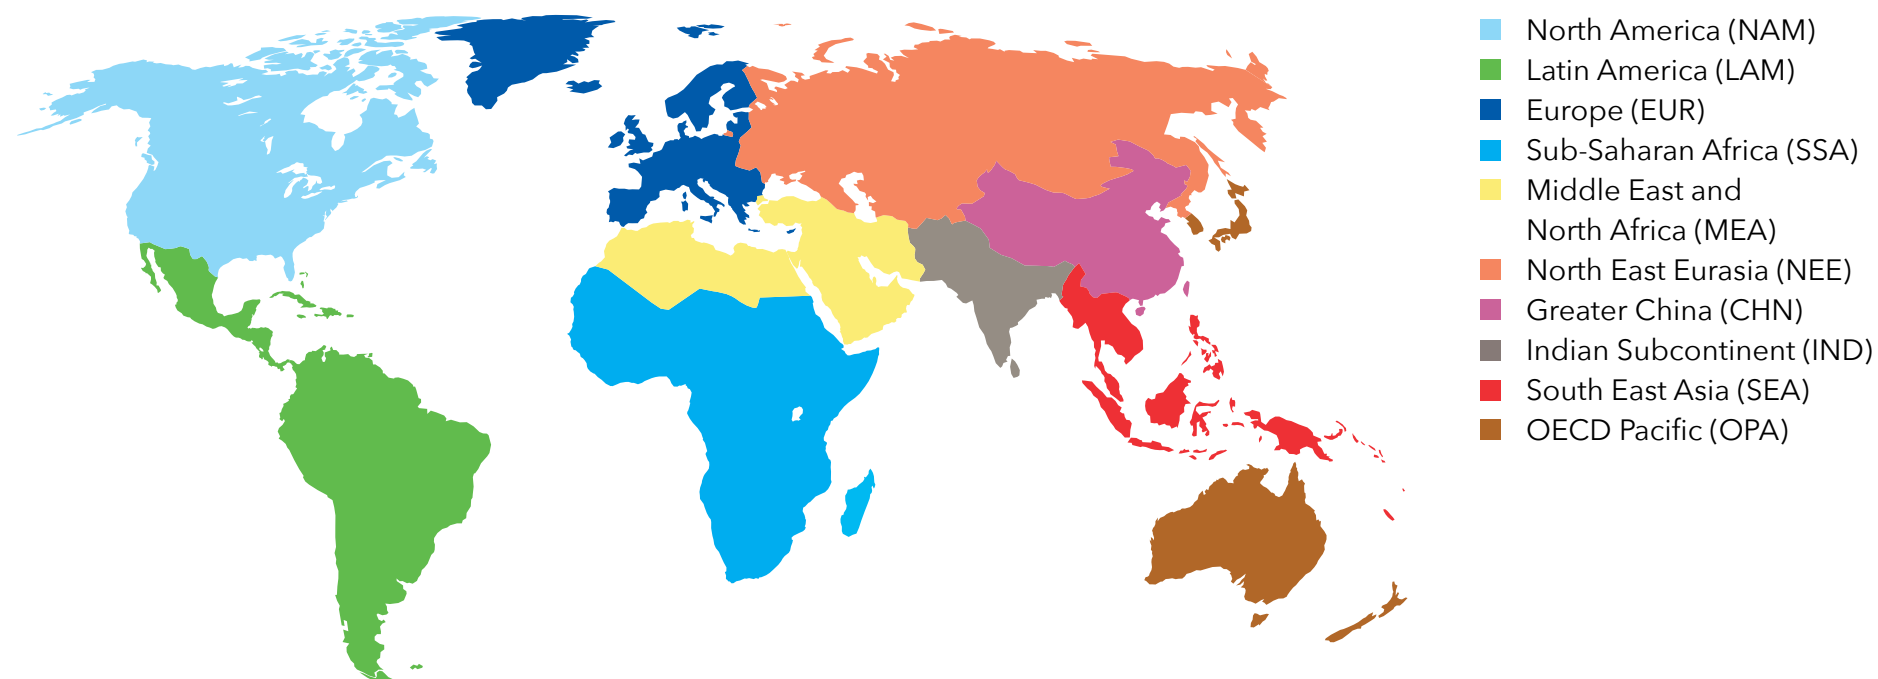 North America (NAM)
Latin America (LAM)
Europe (EUR)
Sub-Saharan Africa (SSA)
Middle East and
North Africa (MEA)
North East Eurasia (NEE)
Greater China (CHN)
Indian Subcontinent (IND)
South East Asia (SEA)
OECD Pacific (OPA)